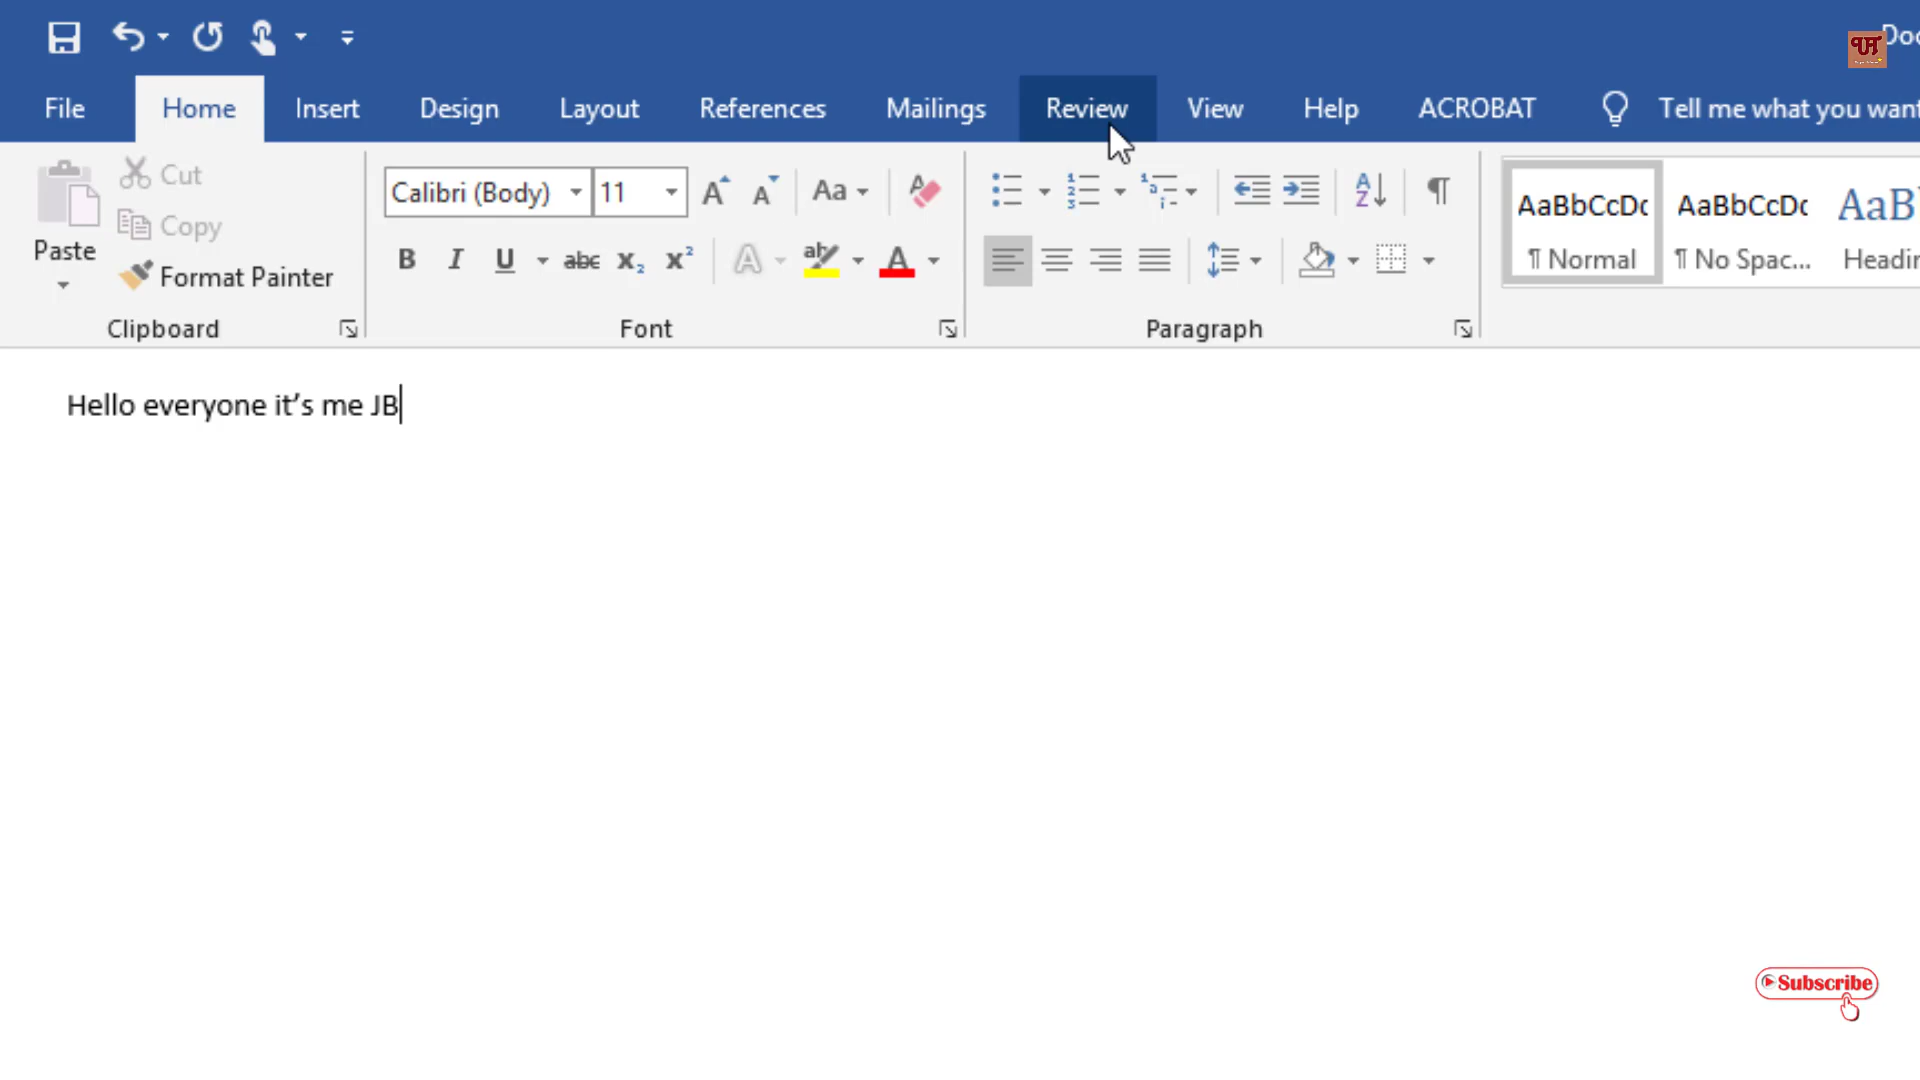 Doc
File Home Insert Design Layout References Mailings Review View Help ACROBAT Tell me what you want
Cut
Copy
Paste
Format Painter
Clipboard
Calibri (Body) 11
Aa
B I U abc x₂ x²
Font
Paragraph
AaBbCcDc AaBbCcDc AaB
¶ Normal ¶ No Spac... Headin
Hello everyone it’s me JB
Subscribe